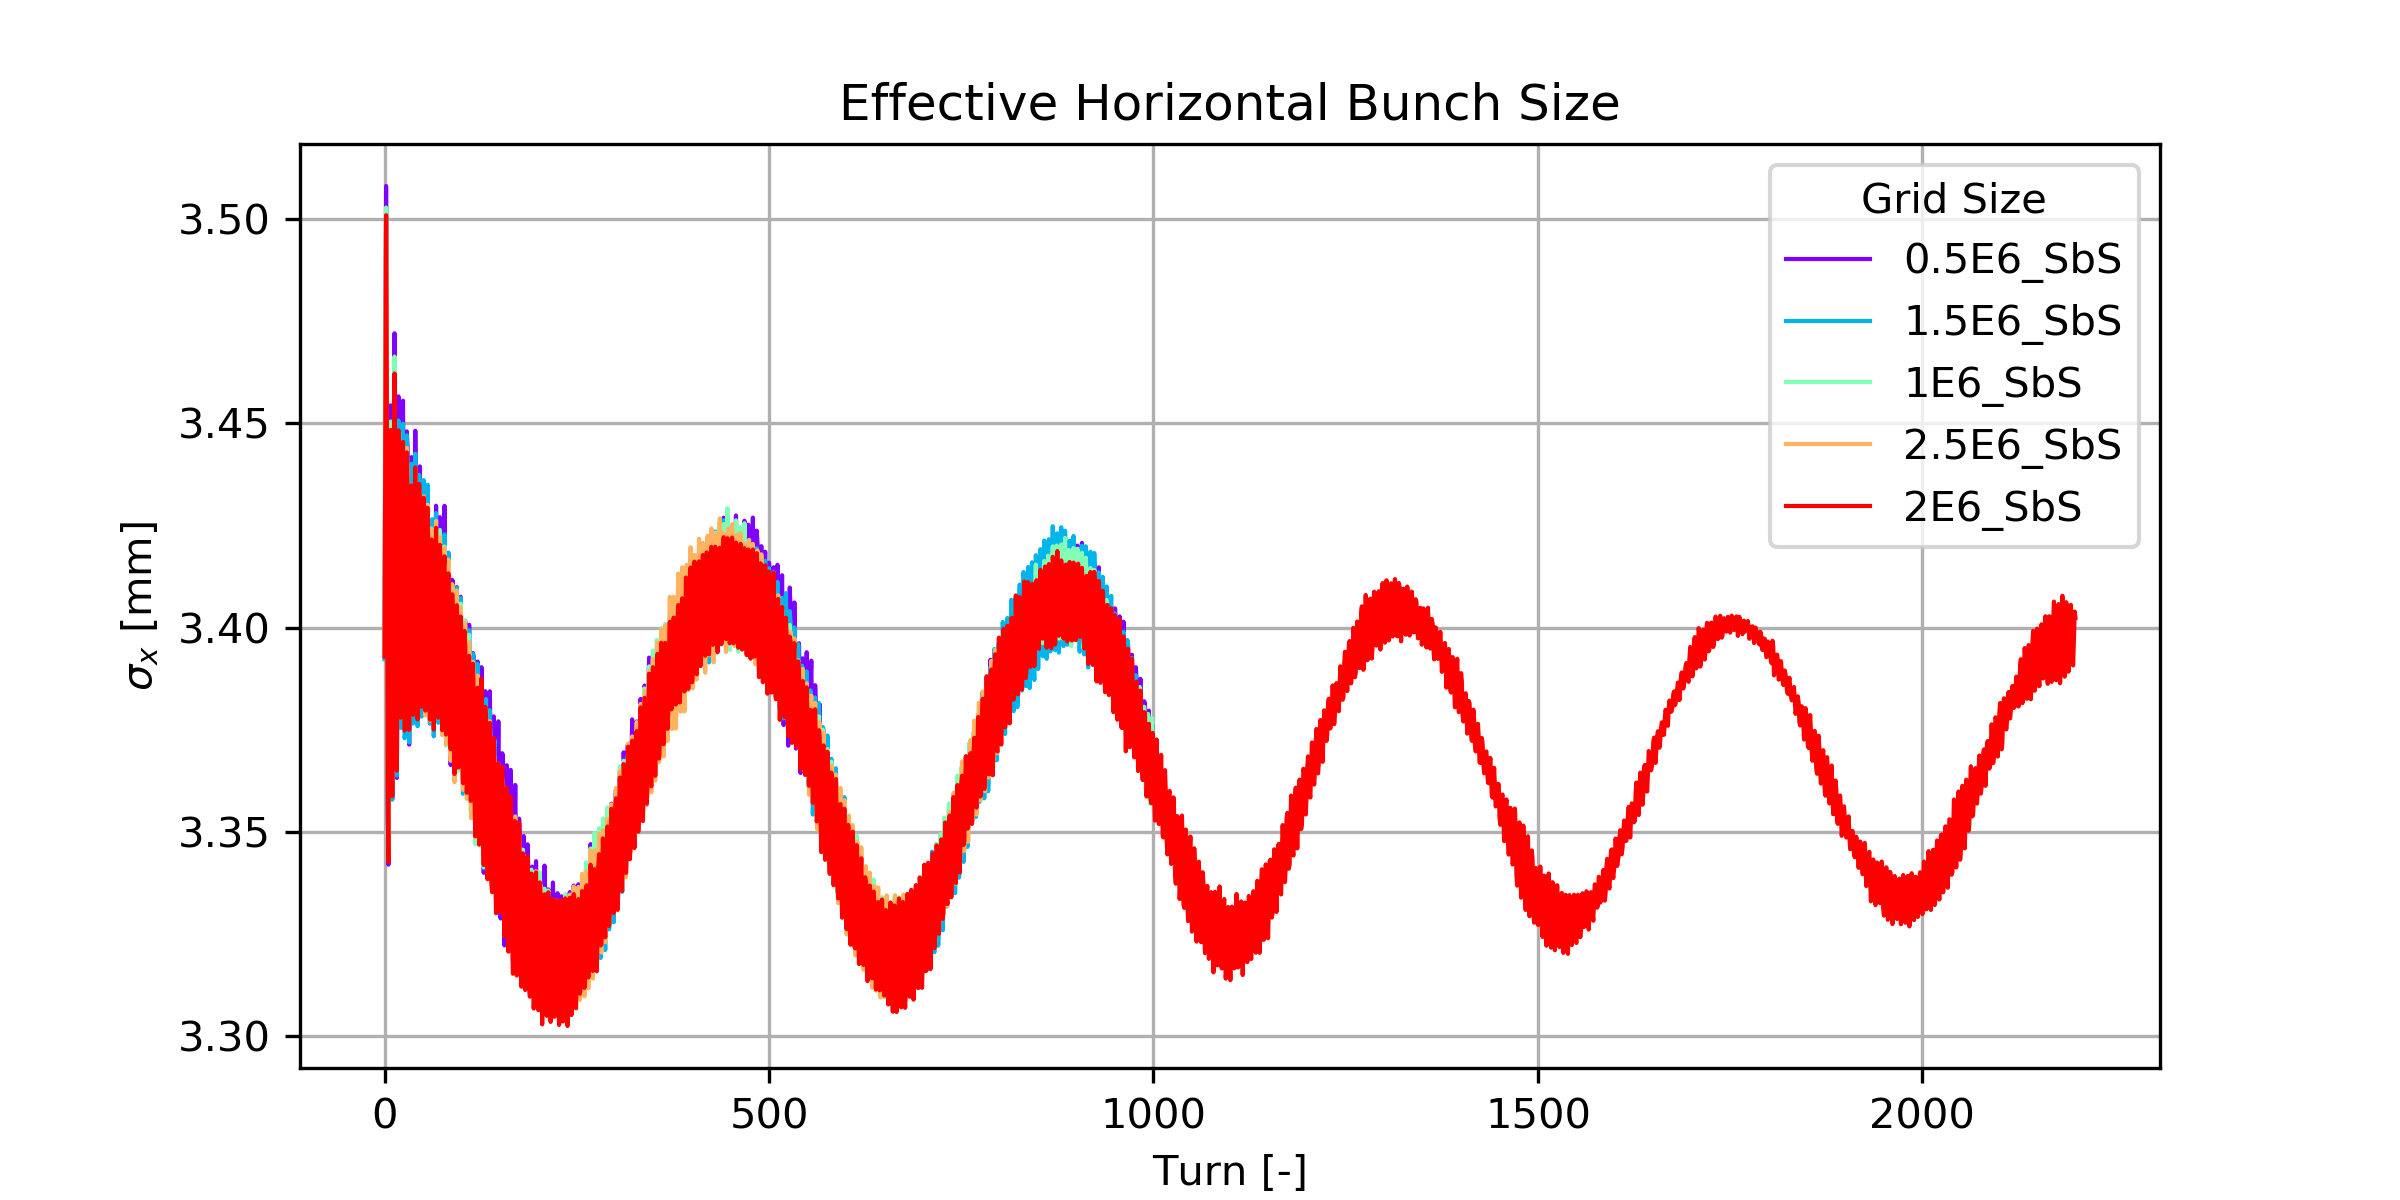 Effective Horizontal Bunch Size
Grid Size
0.5E6_SbS
1.5E6_SbS
1E6_SbS
2.5E6_SbS
2E6_SbS
3.50
3.45
3.40
3.35
3.30
σx [mm]
0 500 1000 1500 2000
Turn [-]